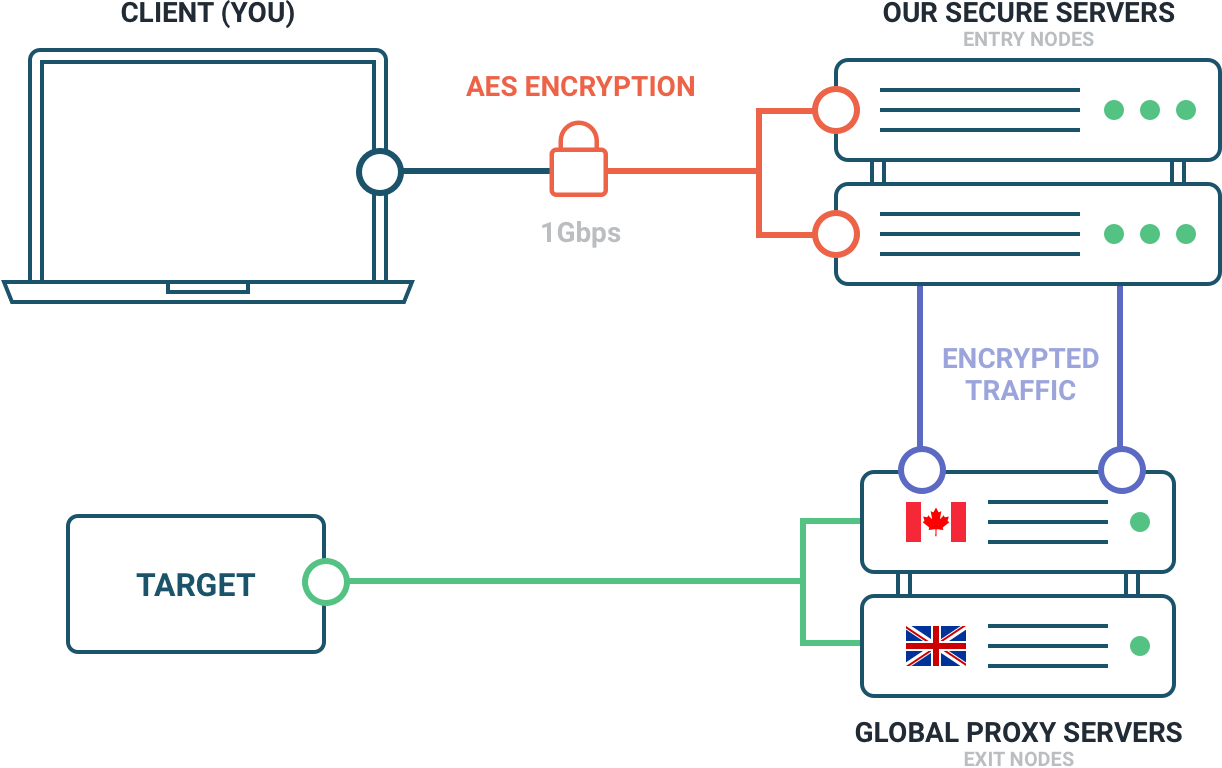 CLIENT (YOU)
OUR SECURE SERVERS
ENTRY NODES
AES ENCRYPTION
1Gbps
ENCRYPTED
TRAFFIC
TARGET
GLOBAL PROXY SERVERS
EXIT NODES